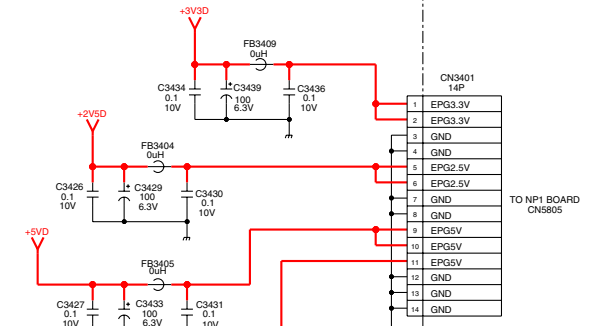 +3V3D
FB3409
0uH
C3434
0.1
10V
C3439
100
6.3V
C3436
0.1
10V
CN3401
14P
1 EPG3.3V
2 EPG3.3V
3 GND
4 GND
5 EPG2.5V
6 EPG2.5V
7 GND
8 GND
9 EPG5V
10 EPG5V
11 EPG5V
12 GND
13 GND
14 GND
TO NP1 BOARD
CN5805
+2V5D
FB3404
0uH
C3426
0.1
10V
C3429
100
6.3V
C3430
0.1
10V
+5VD
FB3405
0uH
C3427
0.1
10V
C3433
100
6.3V
C3431
0.1
10V